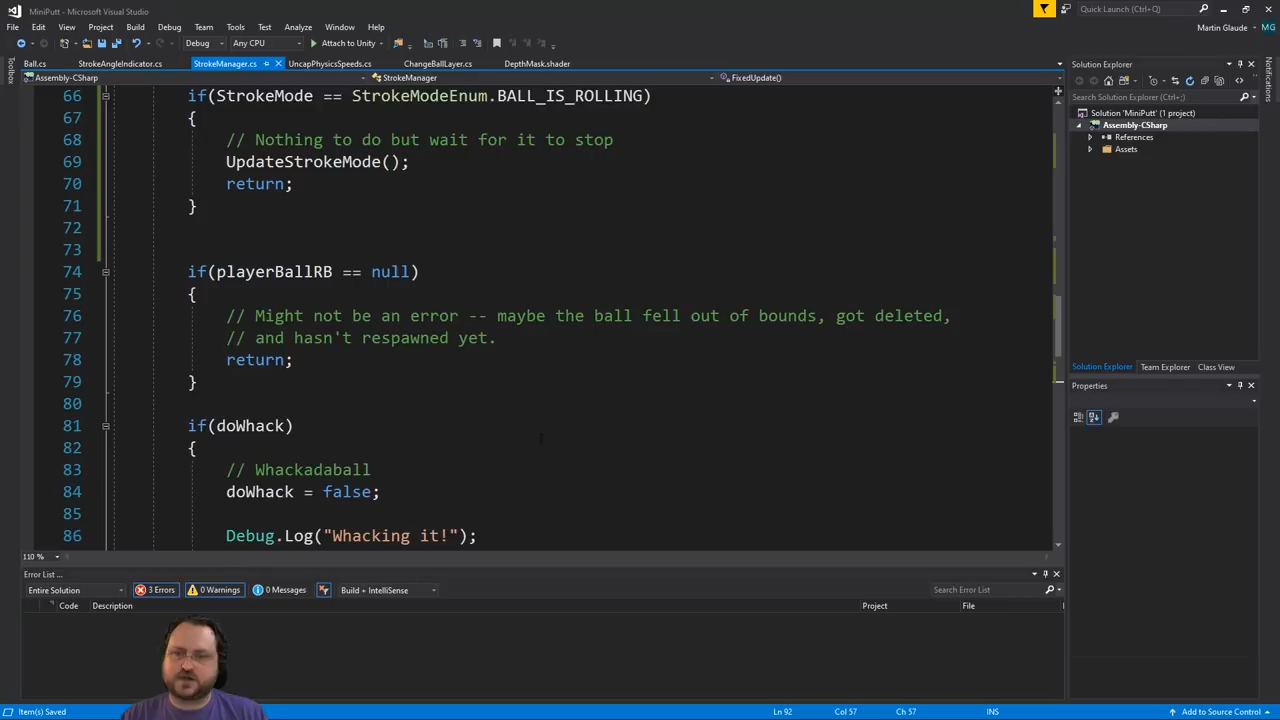 MiniPutt - Microsoft Visual Studio
Quick Launch (Ctrl+Q)
File Edit View Project Build Debug Team Tools Test Analyze Window Help
Martin Glaude MG
Debug Any CPU Attach to Unity
Ball.cs StrokeAngleIndicator.cs StrokeManager.cs UncapPhysicsSpeeds.cs ChangeBallLayer.cs DepthMask.shader
Toolbox
Assembly-CSharp StrokeManager FixedUpdate()
66 if(StrokeMode == StrokeModeEnum.BALL_IS_ROLLING)
67 {
68 // Nothing to do but wait for it to stop
69 UpdateStrokeMode();
70 return;
71 }
72
73
74 if(playerBallRB == null)
75 {
76 // Might not be an error -- maybe the ball fell out of bounds, got deleted,
77 // and hasn't respawned yet.
78 return;
79 }
80
81 if(doWhack)
82 {
83 // Whackadaball
84 doWhack = false;
85
86 Debug.Log("Whacking it!");
110 %
Solution Explorer
Search Solution Explorer (Ctrl+;)
Solution 'MiniPutt' (1 project)
Assembly-CSharp
References
Assets
Solution Explorer Team Explorer Class View
Properties
Notifications
Error List ...
Entire Solution 3 Errors 0 Warnings 0 Messages Build + IntelliSense Search Error List
Code Description Project File
Item(s) Saved Ln 92 Col 57 Ch 57 INS Add to Source Control